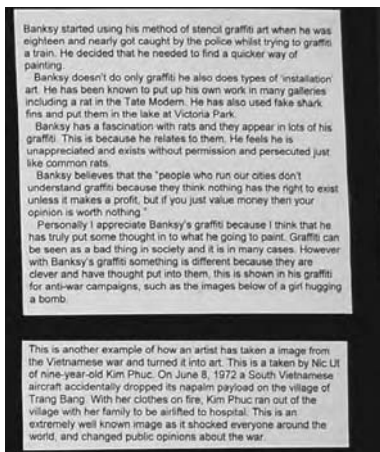 Banksy started using his method of stencil graffiti art when he was
eighteen and nearly got caught by the police whilst trying to graffiti
a train. He decided that he needed to find a quicker way of
painting.
Banksy doesn't do only graffiti he also does types of 'installation'
art. He has been known to put up his own work in many galleries
including a rat in the Tate Modern. He has also used fake shark
fins and put them in the lake at Victoria Park.
Banksy has a fascination with rats and they appear in lots of his
graffiti. This is because he relates to them. He feels he is
unappreciated and exists without permission and persecuted just
like common rats.
Banksy believes that the "people who run our cities don't
understand graffiti because they think nothing has the right to exist
unless it makes a profit, but if you just value money then your
opinion is worth nothing."
Personally I appreciate Banksy's graffiti because I think that he
has truly put some thought in to what he going to paint. Graffiti can
be seen as a bad thing in society and it is in many cases. However
with Banksy's graffiti something is different because they are
clever and have thought put into them, this is shown in his graffiti
for anti-war campaigns, such as the images below of a girl hugging
a bomb.
This is another example of how an artist has taken a image from
the Vietnamese war and turned it into art. This is a taken by Nic Ut
of nine-year-old Kim Phuc. On June 8, 1972 a South Vietnamese
aircraft accidentally dropped its napalm payload on the village of
Trang Bang. With her clothes on fire, Kim Phuc ran out of the
village with her family to be airlifted to hospital. This is an
extremely well known image as it shocked everyone around the
world, and changed public opinions about the war.